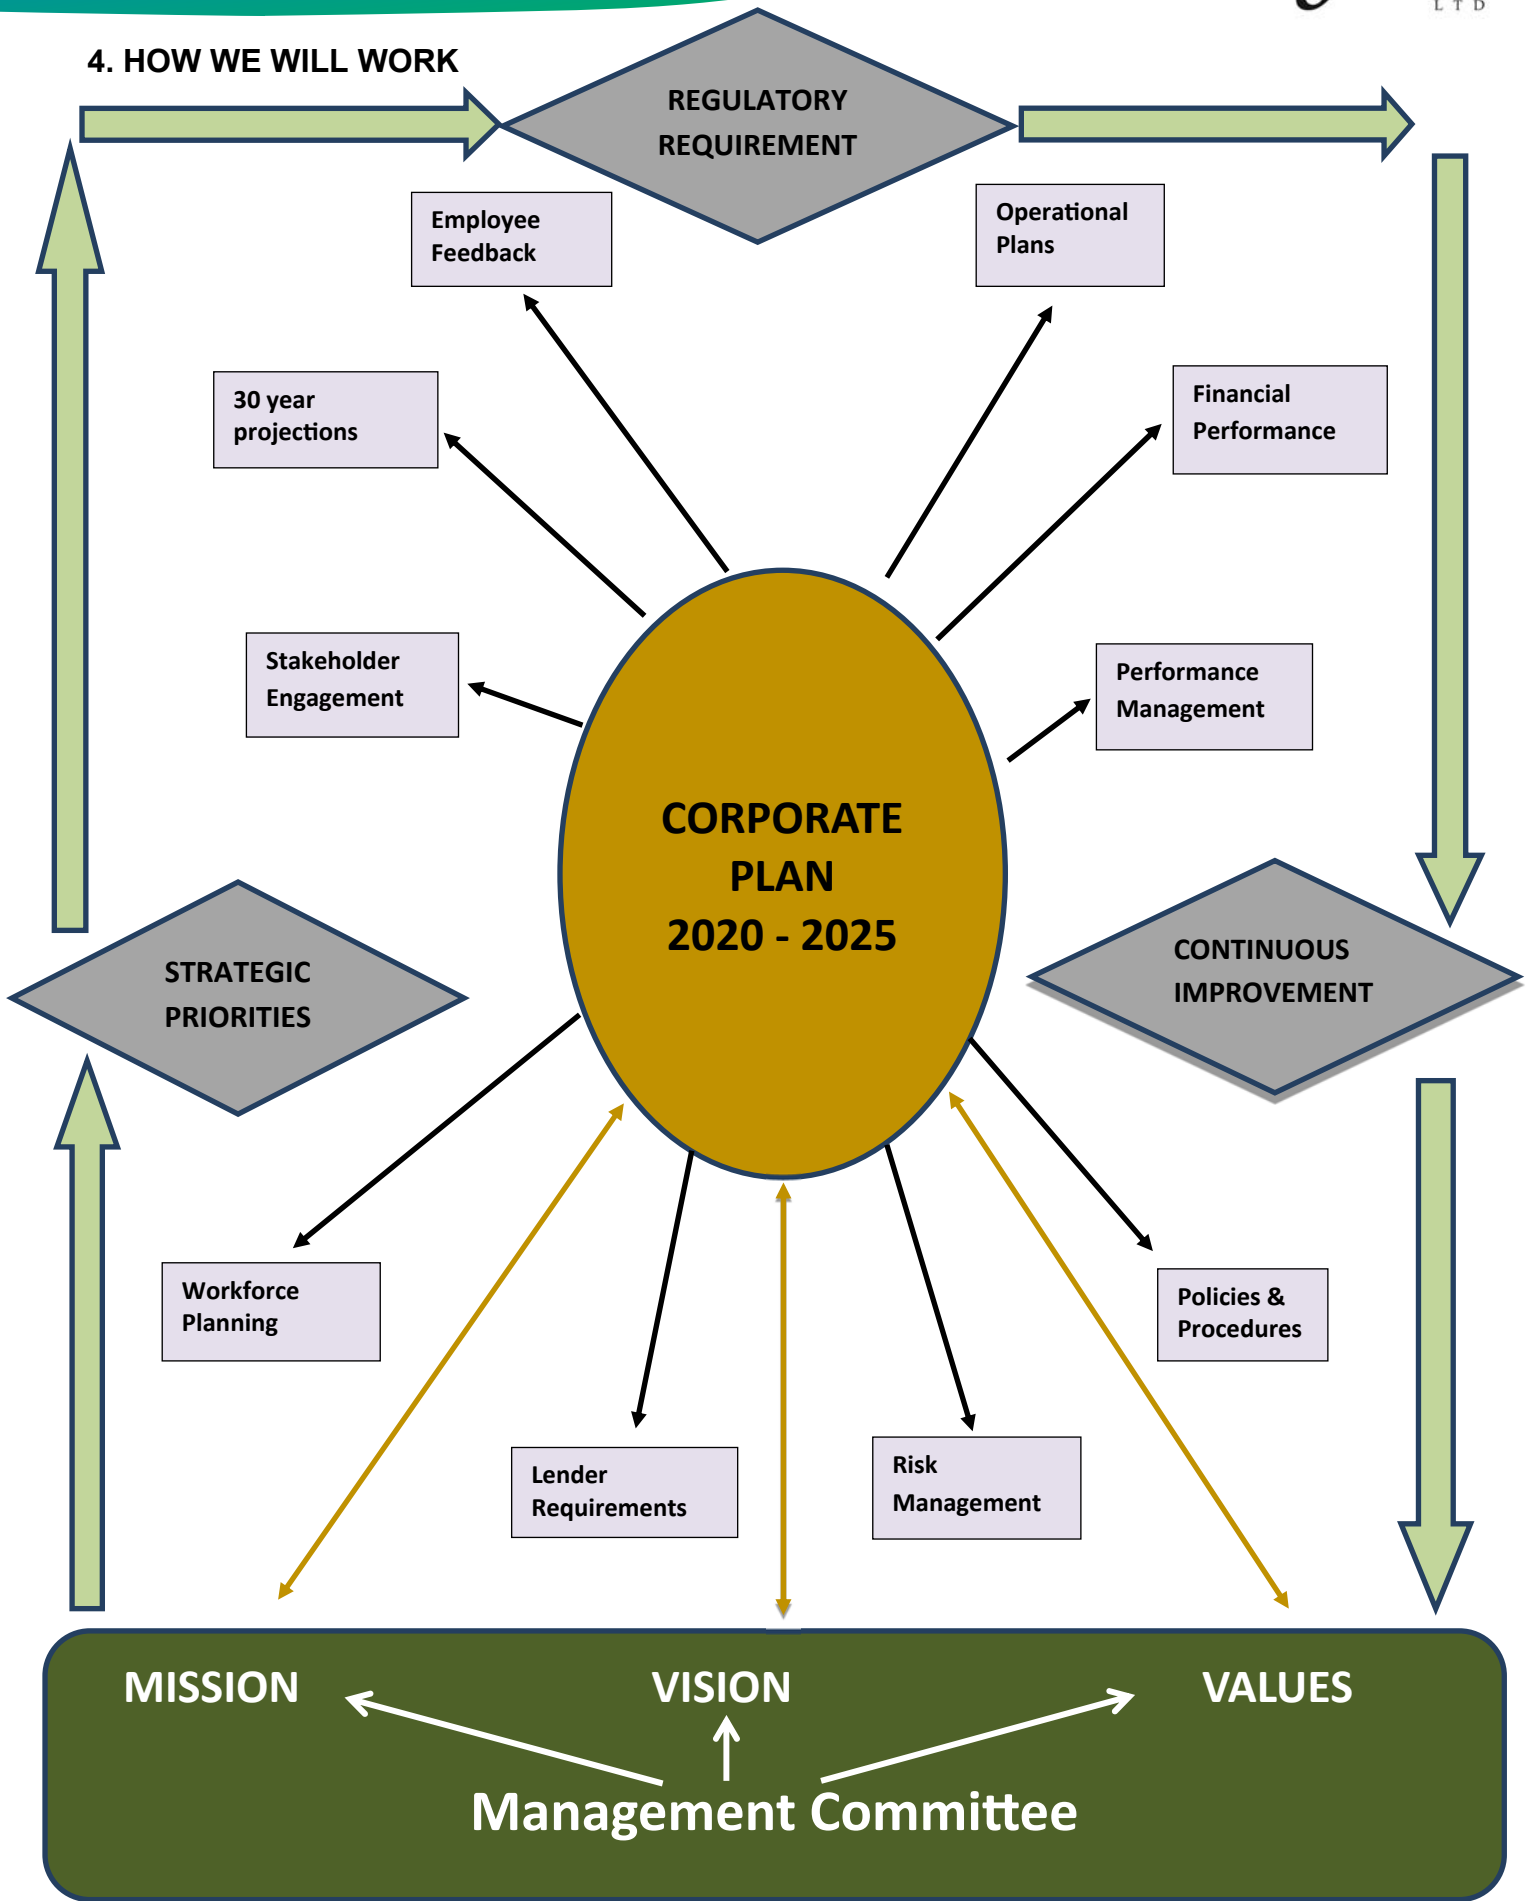 L T D
4. HOW WE WILL WORK
REGULATORY
REQUIREMENT
Employee
Feedback
Operational
Plans
30 year
projections
Financial
Performance
Stakeholder
Engagement
Performance
Management
CORPORATE
PLAN
2020 - 2025
STRATEGIC
PRIORITIES
CONTINUOUS
IMPROVEMENT
Workforce
Planning
Policies &
Procedures
Lender
Requirements
Risk
Management
MISSION
VISION
VALUES
Management Committee